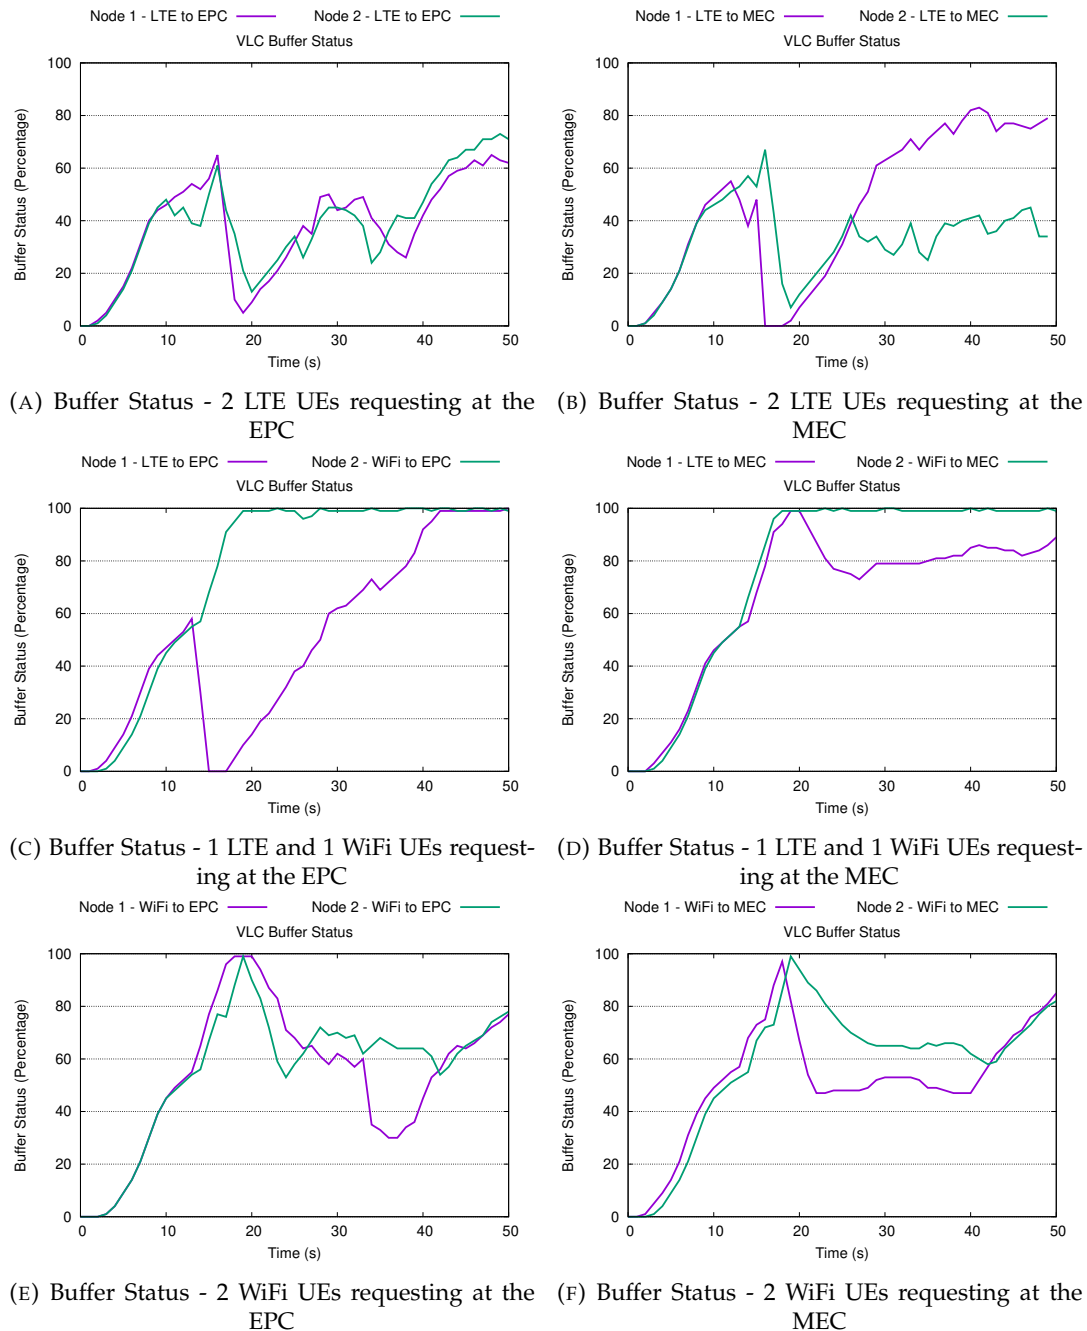 Node 1 - LTE to EPC Node 2 - LTE to EPC
VLC Buffer Status
Buffer Status (Percentage)
100
80
60
40
20
0
0 10 20 30 40 50
Time (s)
(A) Buffer Status - 2 LTE UEs requesting at the
EPC
Node 1 - LTE to MEC Node 2 - LTE to MEC
VLC Buffer Status
Buffer Status (Percentage)
100
80
60
40
20
0
0 10 20 30 40 50
Time (s)
(B) Buffer Status - 2 LTE UEs requesting at the
MEC
Node 1 - LTE to EPC Node 2 - WiFi to EPC
VLC Buffer Status
Buffer Status (Percentage)
100
80
60
40
20
0
0 10 20 30 40 50
Time (s)
(C) Buffer Status - 1 LTE and 1 WiFi UEs request-
ing at the EPC
Node 1 - LTE to MEC Node 2 - WiFi to MEC
VLC Buffer Status
Buffer Status (Percentage)
100
80
60
40
20
0
0 10 20 30 40 50
Time (s)
(D) Buffer Status - 1 LTE and 1 WiFi UEs request-
ing at the MEC
Node 1 - WiFi to EPC Node 2 - WiFi to EPC
VLC Buffer Status
Buffer Status (Percentage)
100
80
60
40
20
0
0 10 20 30 40 50
Time (s)
(E) Buffer Status - 2 WiFi UEs requesting at the
EPC
Node 1 - WiFi to MEC Node 2 - WiFi to MEC
VLC Buffer Status
Buffer Status (Percentage)
100
80
60
40
20
0
0 10 20 30 40 50
Time (s)
(F) Buffer Status - 2 WiFi UEs requesting at the
MEC